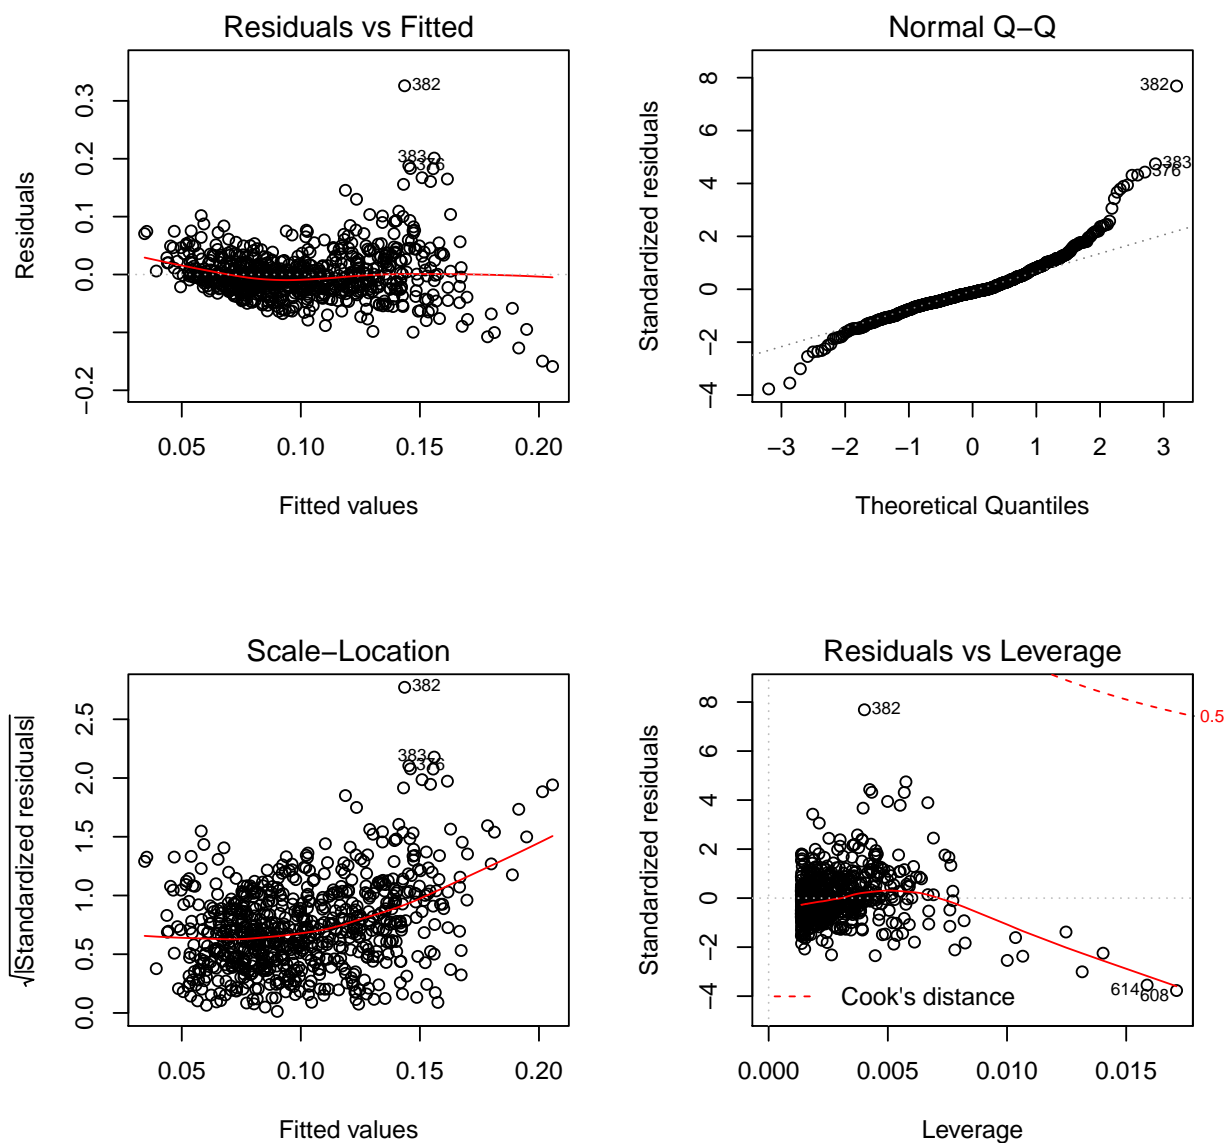 Residuals vs Fitted
Residuals
0.3
0.2
0.1
0.0
−0.2
382
383
376
0.05 0.10 0.15 0.20
Fitted values
Normal Q−Q
Standardized residuals
8
6
4
2
0
−2
−4
382
383
376
−3 −2 −1 0 1 2 3
Theoretical Quantiles
Scale−Location
√|Standardized residuals|
2.5
2.0
1.5
1.0
0.5
0.0
382
383
376
0.05 0.10 0.15 0.20
Fitted values
Residuals vs Leverage
Standardized residuals
8
6
4
2
0
−2
−4
382
0.5
614
608
Cook's distance
0.000 0.005 0.010 0.015
Leverage